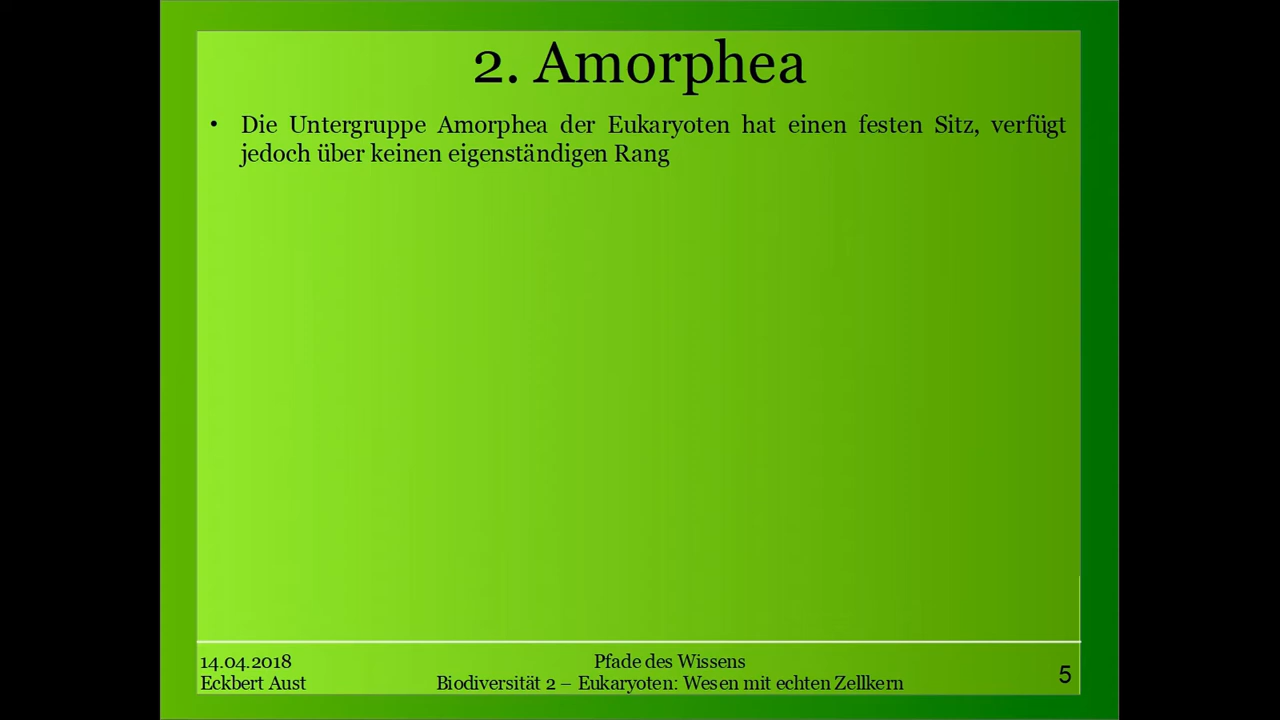 2. Amorphea
• Die Untergruppe Amorphea der Eukaryoten hat einen festen Sitz, verfügt
jedoch über keinen eigenständigen Rang
14.04.2018
Eckbert Aust
Pfade des Wissens
Biodiversität 2 – Eukaryoten: Wesen mit echten Zellkern
5